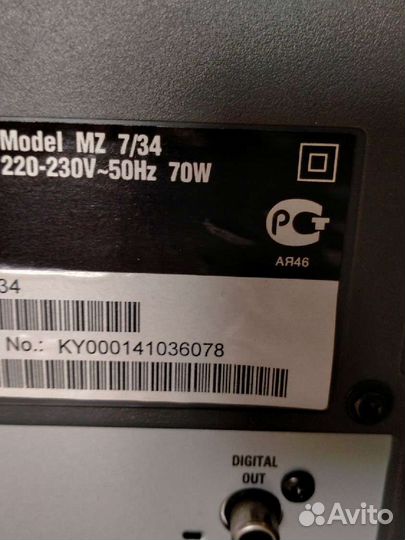 Model MZ 7/34
220-230V~50Hz 70W
РСТ
АЯ46
34
No.: KY000141036078
DIGITAL
OUT
Avito